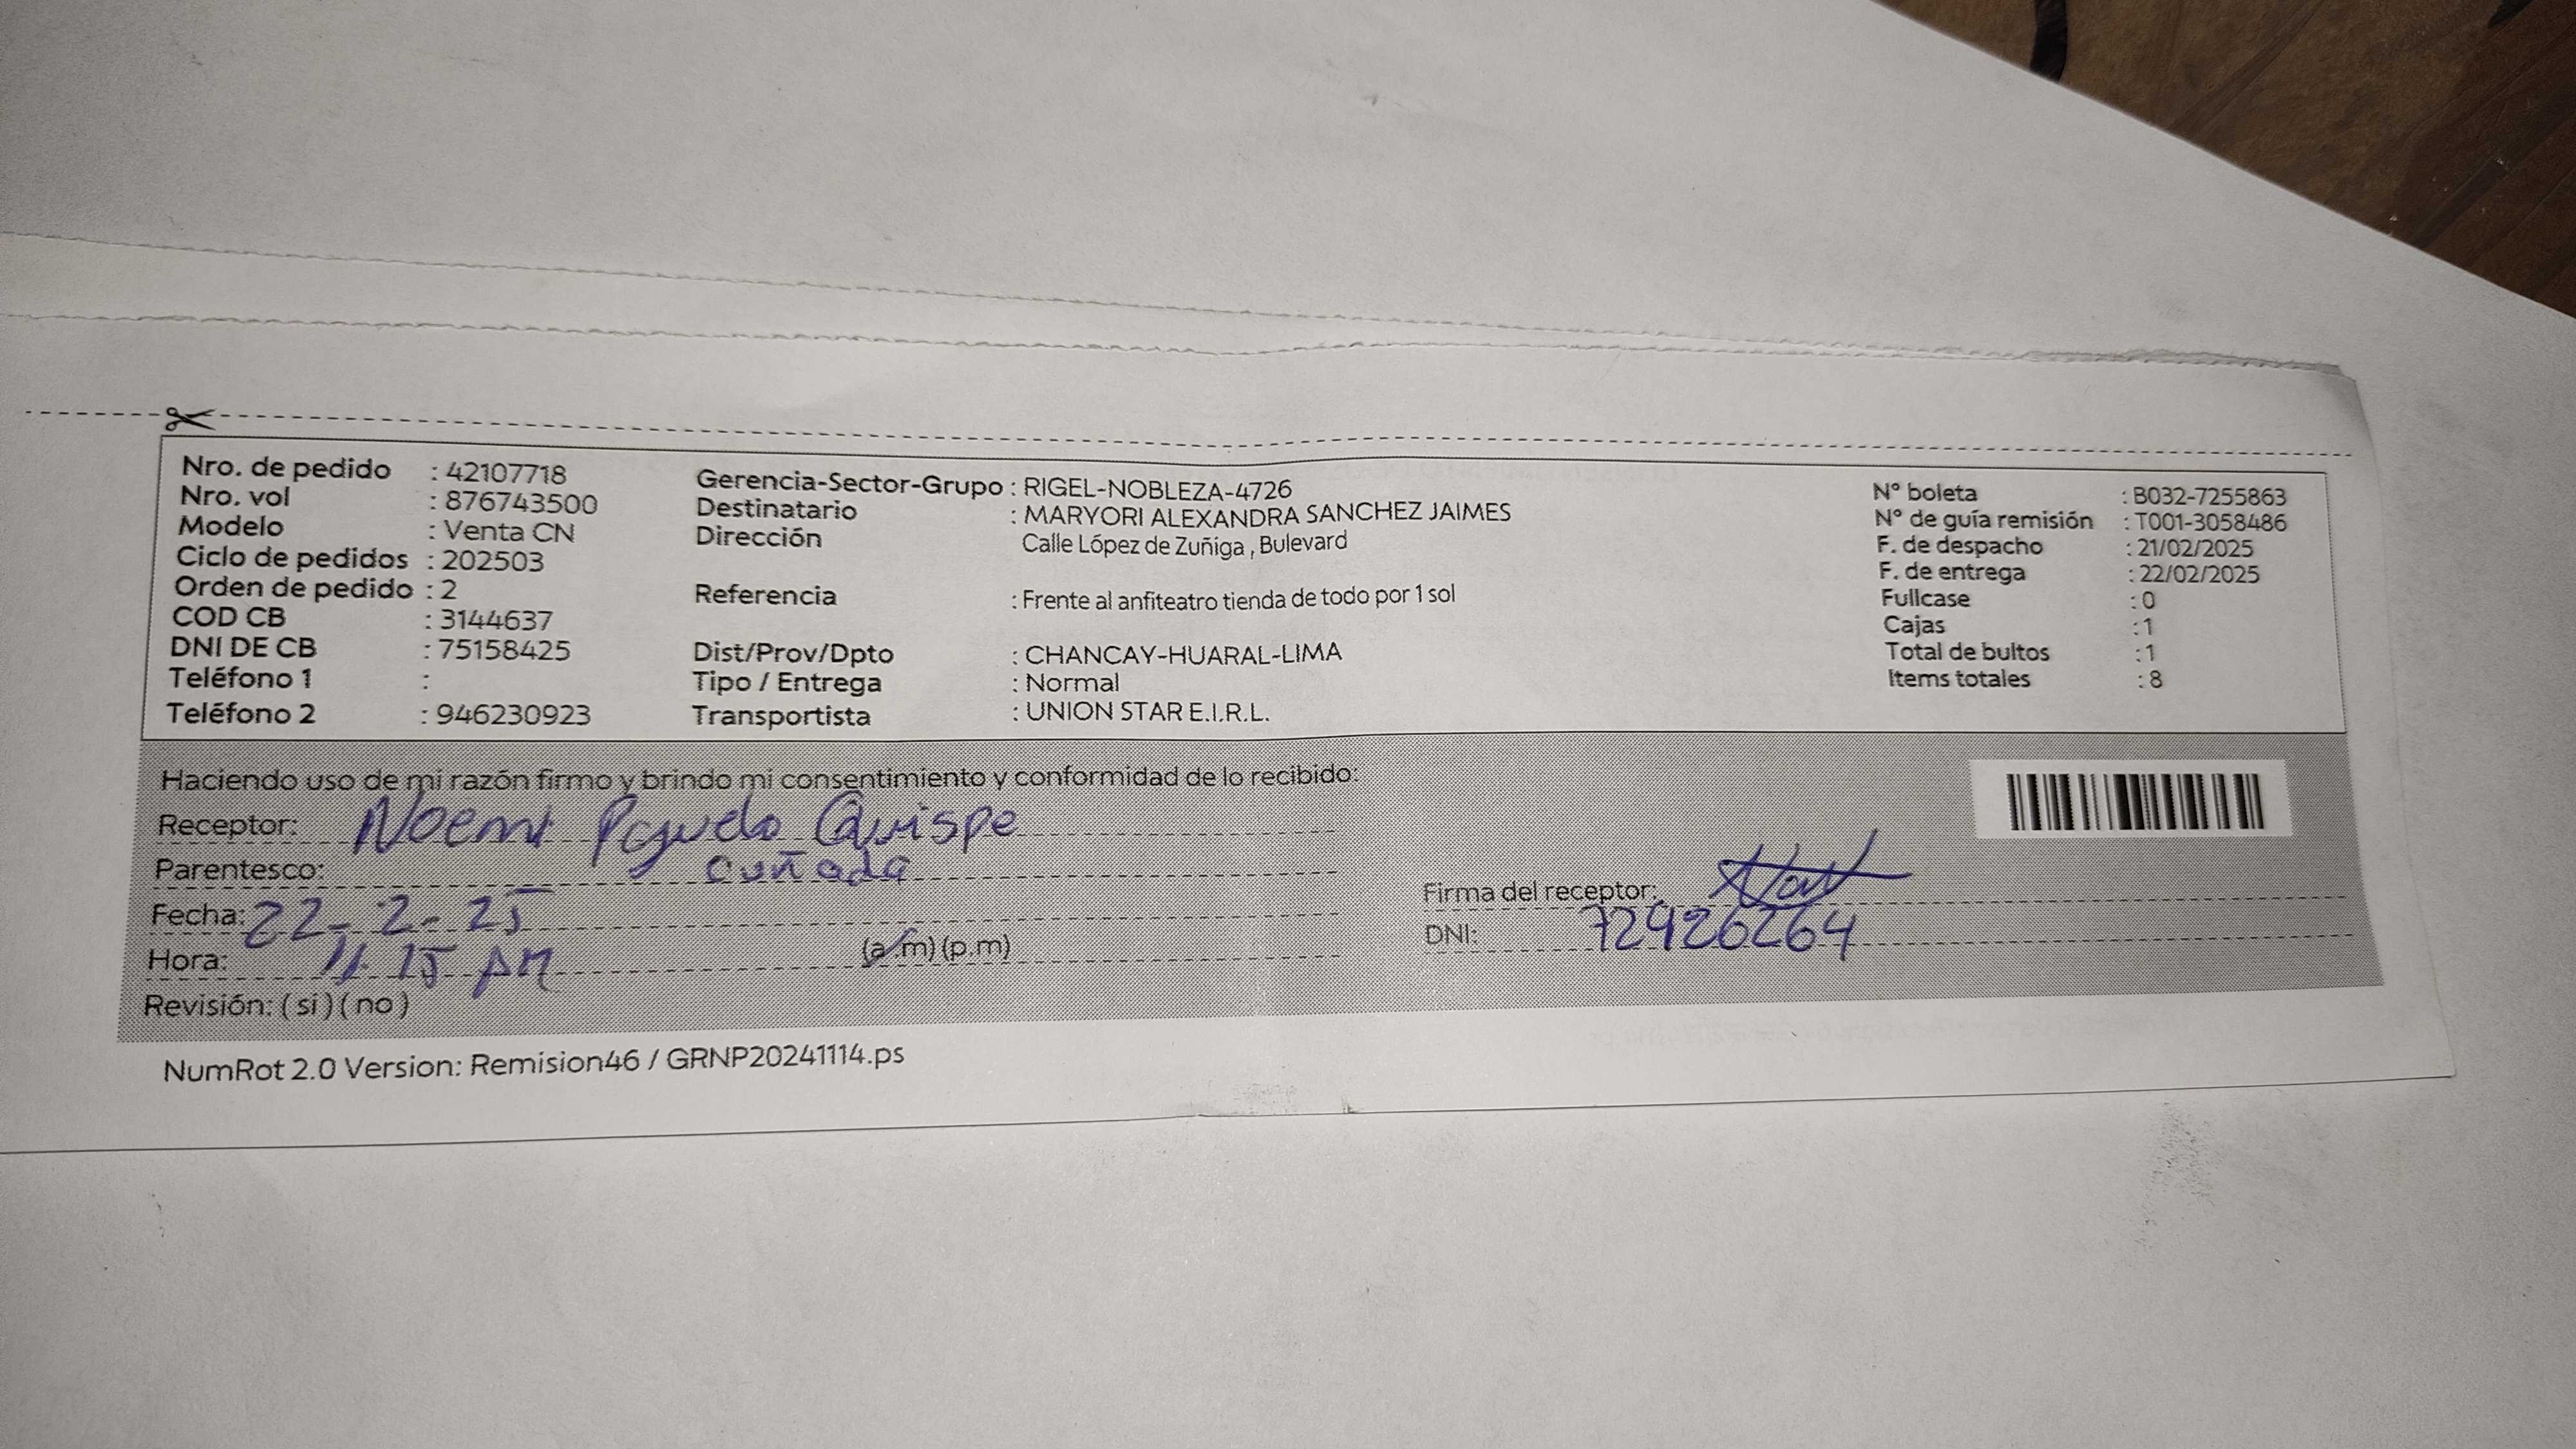 Nro. de pedido : 42107718
Nro. vol : 876743500
Modelo : Venta CN
Ciclo de pedidos : 202503
Orden de pedido : 2
COD CB : 3144637
DNI DE CB : 75158425
Teléfono 1 :
Teléfono 2 : 946230923
Gerencia-Sector-Grupo : RIGEL-NOBLEZA-4726
Destinatario : MARYORI ALEXANDRA SANCHEZ JAIMES
Dirección Calle López de Zuñiga , Bulevard
Referencia : Frente al anfiteatro tienda de todo por 1 sol
Dist/Prov/Dpto : CHANCAY-HUARAL-LIMA
Tipo / Entrega : Normal
Transportista : UNION STAR E.I.R.L.
N° boleta : B032-7255863
N° de guía remisión : T001-3058486
F. de despacho : 21/02/2025
F. de entrega : 22/02/2025
Fullcase : 0
Cajas : 1
Total de bultos : 1
Items totales : 8
Haciendo uso de mi razón firmo y brindo mi consentimiento y conformidad de lo recibido:
Receptor: Noemi Quispe
Parentesco: cuñada
Fecha: 22-2-25
Hora: 11:15 AM (a.m) (p.m)
Revisión: ( si ) ( no )
Firma del receptor:
DNI: 72926264
NumRot 2.0 Version: Remision46 / GRNP20241114.ps